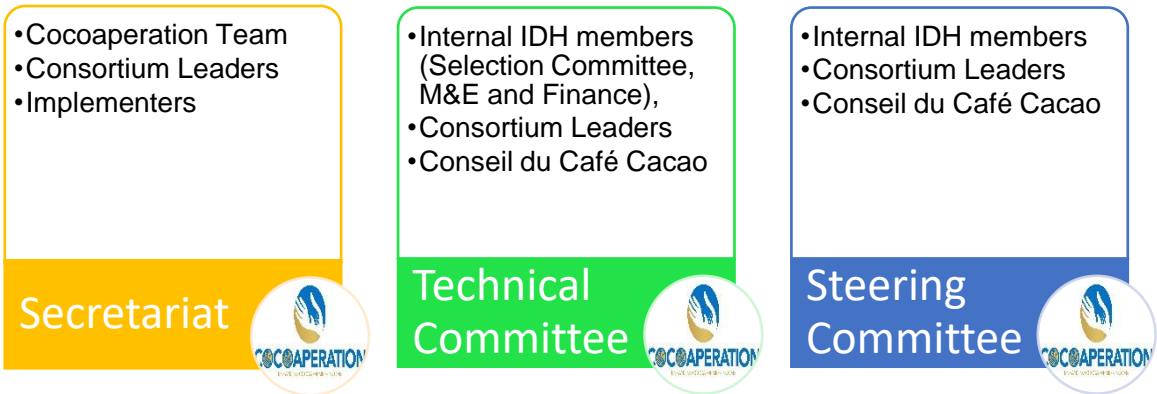 •Cocoaperation Team
•Consortium Leaders
•Implementers
Secretariat
COCOAPERATION
•Internal IDH members
(Selection Committee,
M&E and Finance),
•Consortium Leaders
•Conseil du Café Cacao
Technical
Committee
COCOAPERATION
•Internal IDH members
•Consortium Leaders
•Conseil du Café Cacao
Steering
Committee
COCOAPERATION